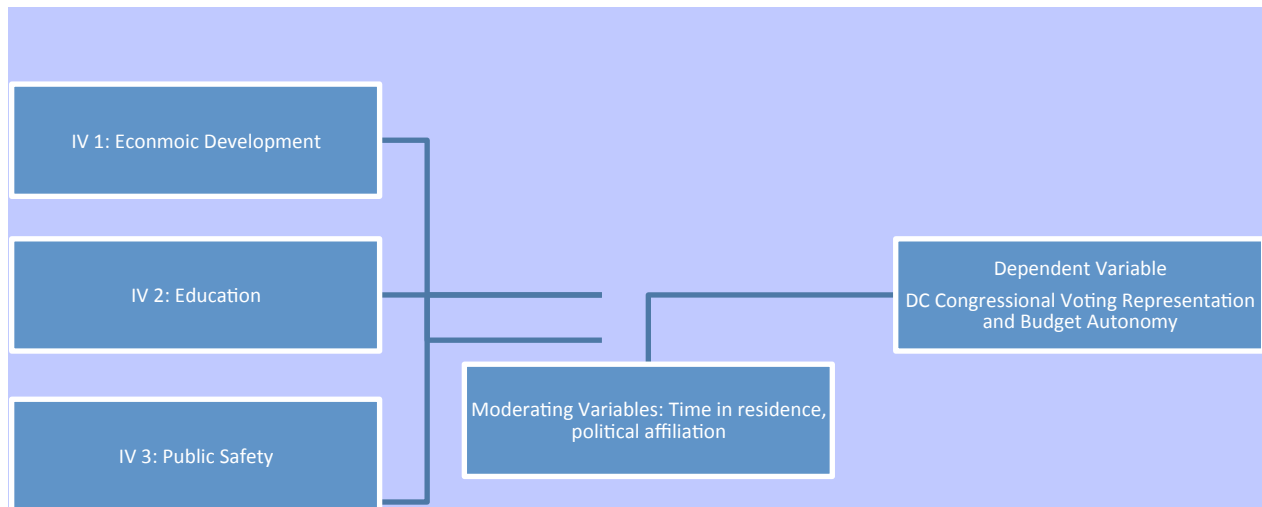 IV 1: Econmoic Development
IV 2: Education
IV 3: Public Safety
Moderating Variables: Time in residence,
political affiliation
Dependent Variable
DC Congressional Voting Representation
and Budget Autonomy